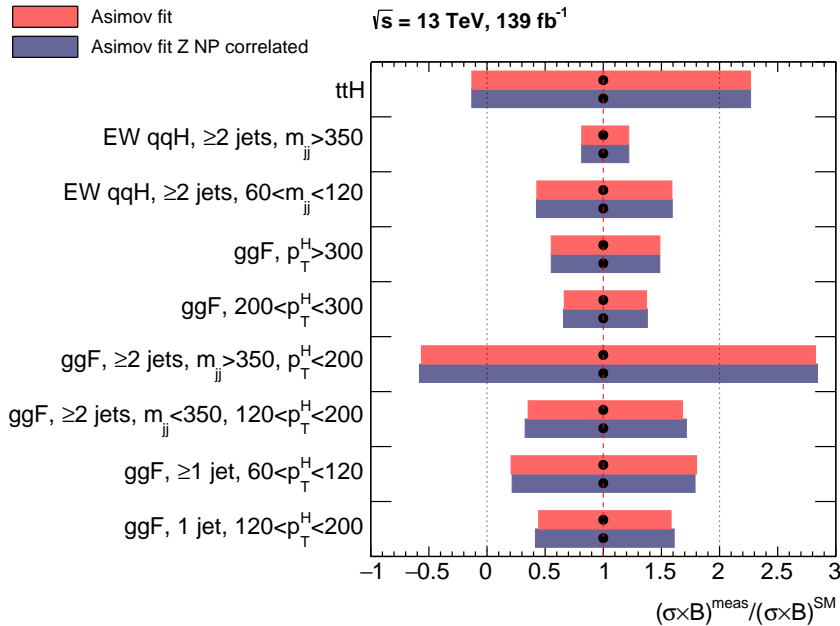 Asimov fit
Asimov fit Z NP correlated
√s = 13 TeV, 139 fb⁻¹
ttH
EW qqH, ≥2 jets, m_jj>350
EW qqH, ≥2 jets, 60<m_jj<120
ggF, p_T^H>300
ggF, 200<p_T^H<300
ggF, ≥2 jets, m_jj>350, p_T^H<200
ggF, ≥2 jets, m_jj<350, 120<p_T^H<200
ggF, ≥1 jet, 60<p_T^H<120
ggF, 1 jet, 120<p_T^H<200
−1 −0.5 0 0.5 1 1.5 2 2.5 3
(σ×B)^meas/(σ×B)^SM